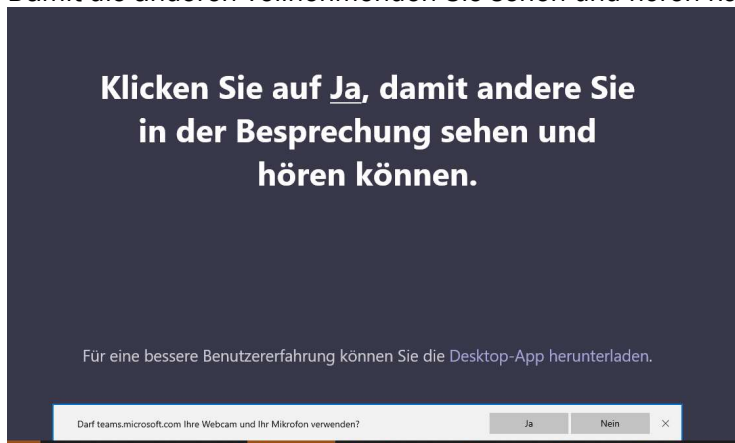 Klicken Sie auf Ja, damit andere Sie
in der Besprechung sehen und
hören können.
Für eine bessere Benutzererfahrung können Sie die Desktop-App herunterladen.
Darf teams.microsoft.com Ihre Webcam und Ihr Mikrofon verwenden?
Ja
Nein